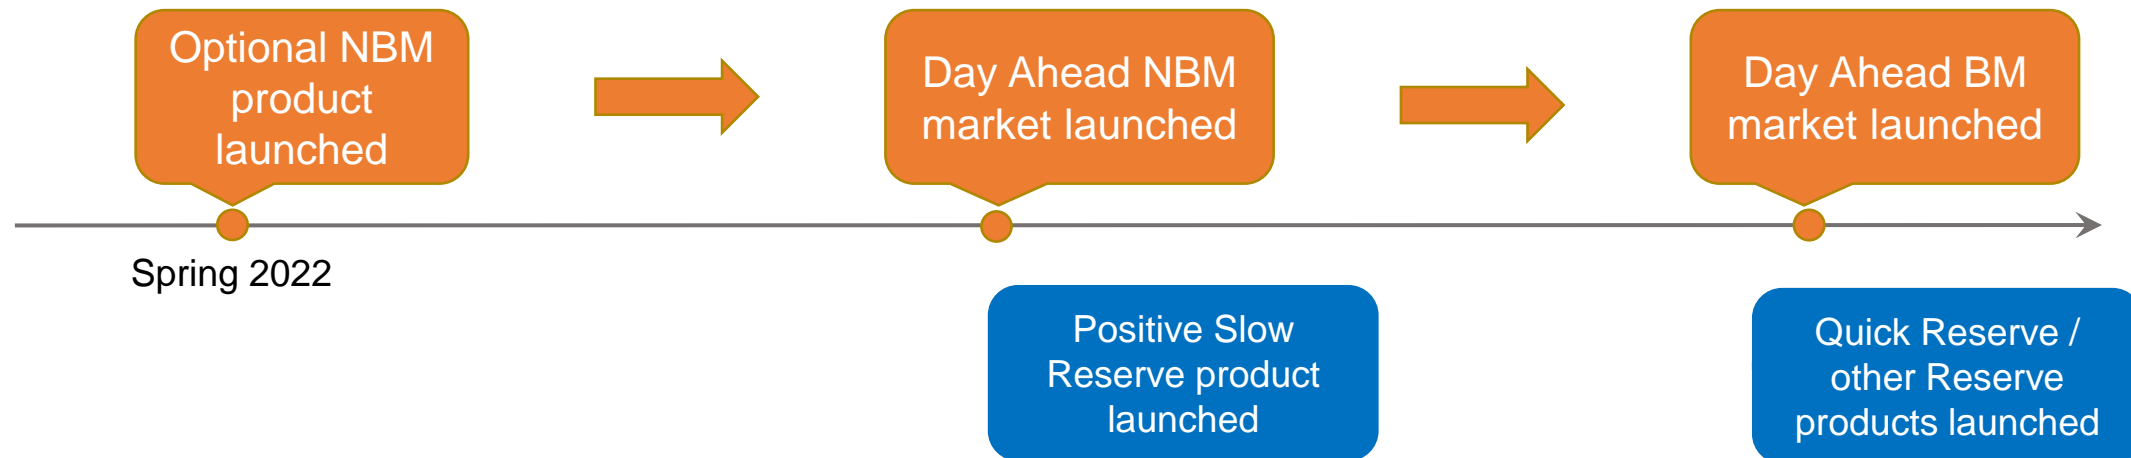 Optional NBM
product
launched
Day Ahead NBM
market launched
Day Ahead BM
market launched
Spring 2022
Positive Slow
Reserve product
launched
Quick Reserve /
other Reserve
products launched